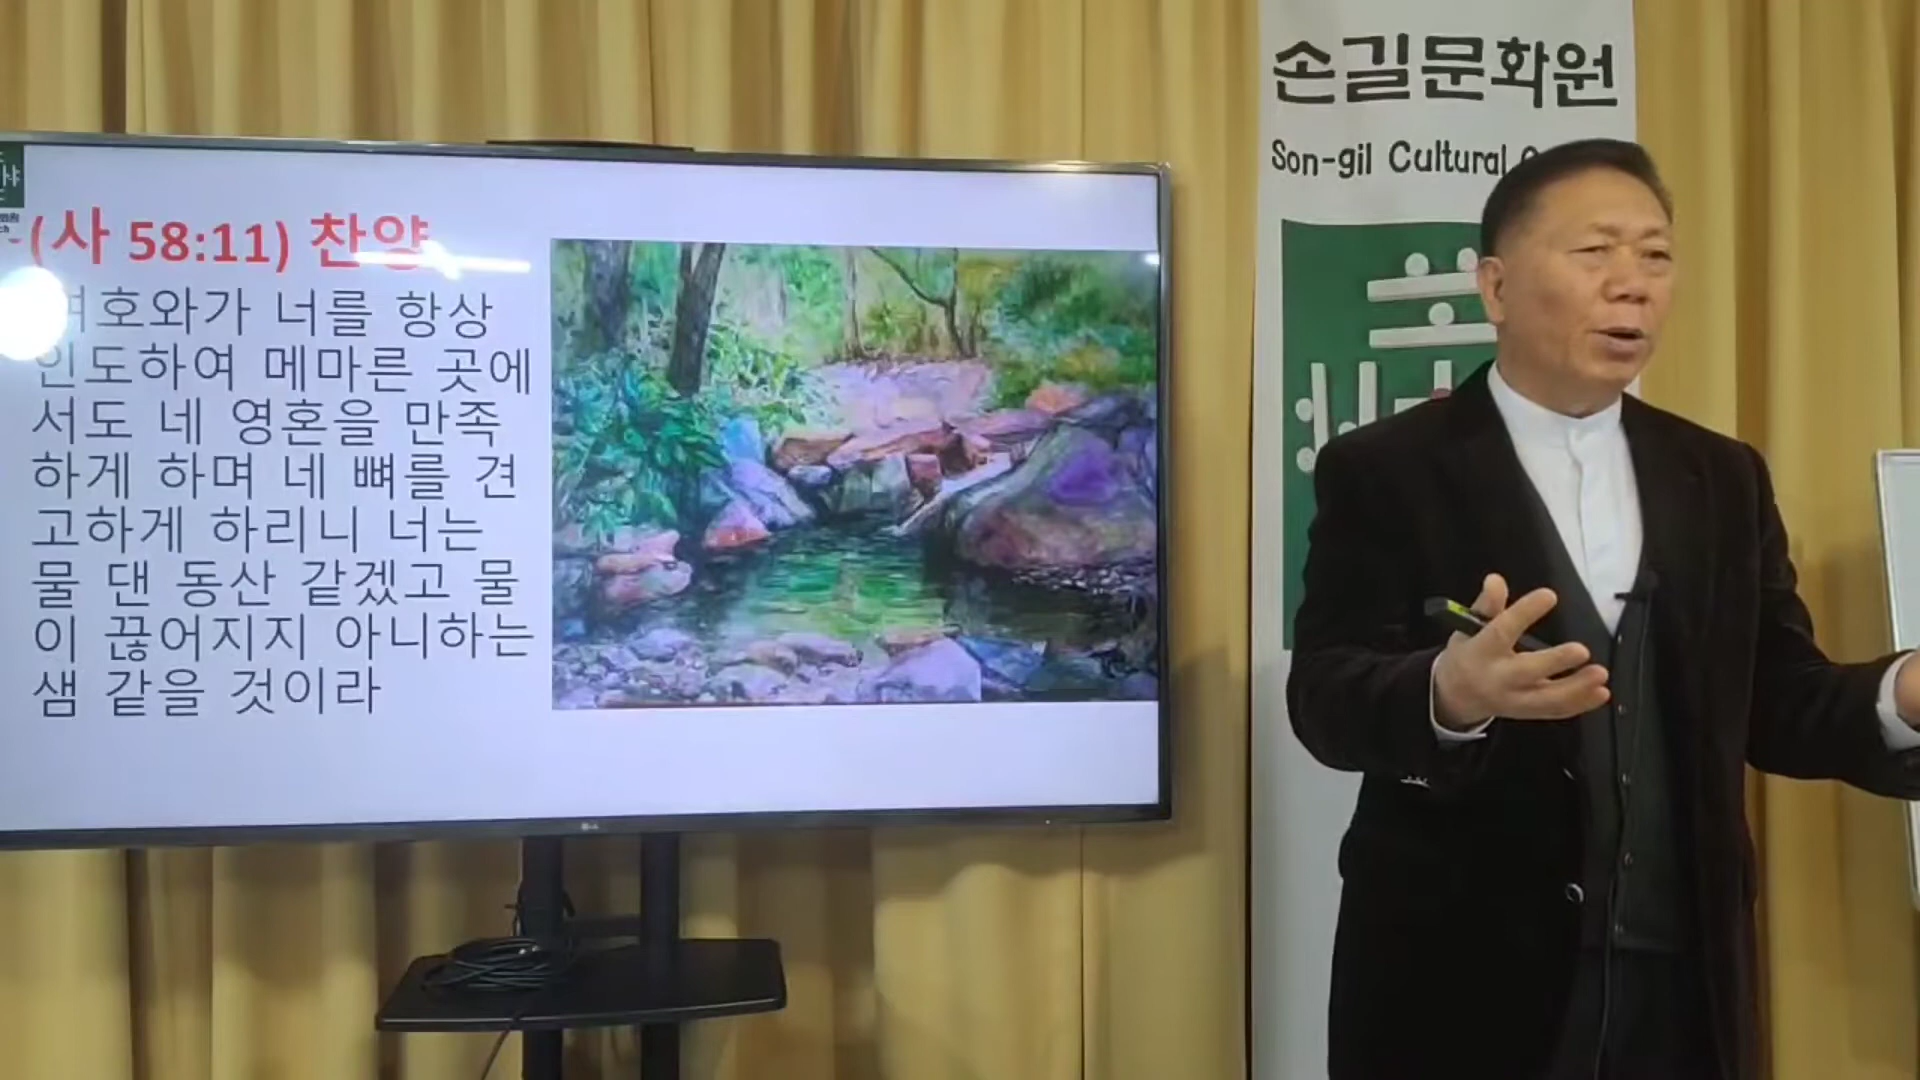 손길문화원
Son-gil Cultural
(사 58:11) 찬양
여호와가 너를 항상
인도하여 메마른 곳에
서도 네 영혼을 만족
하게 하며 네 뼈를 견
고하게 하리니 너는
물 댄 동산 같겠고 물
이 끊어지지 아니하는
샘 같을 것이라
LG